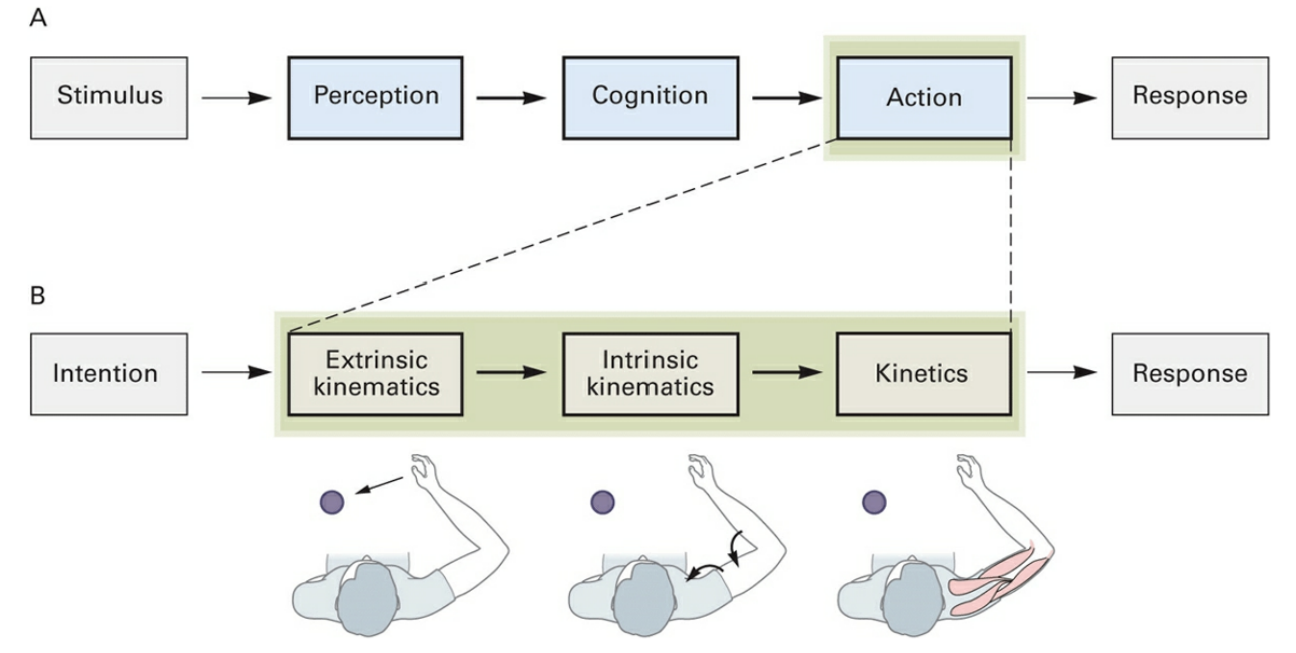 A
Stimulus
Perception
Cognition
Action
Response
B
Intention
Extrinsic
kinematics
Intrinsic
kinematics
Kinetics
Response